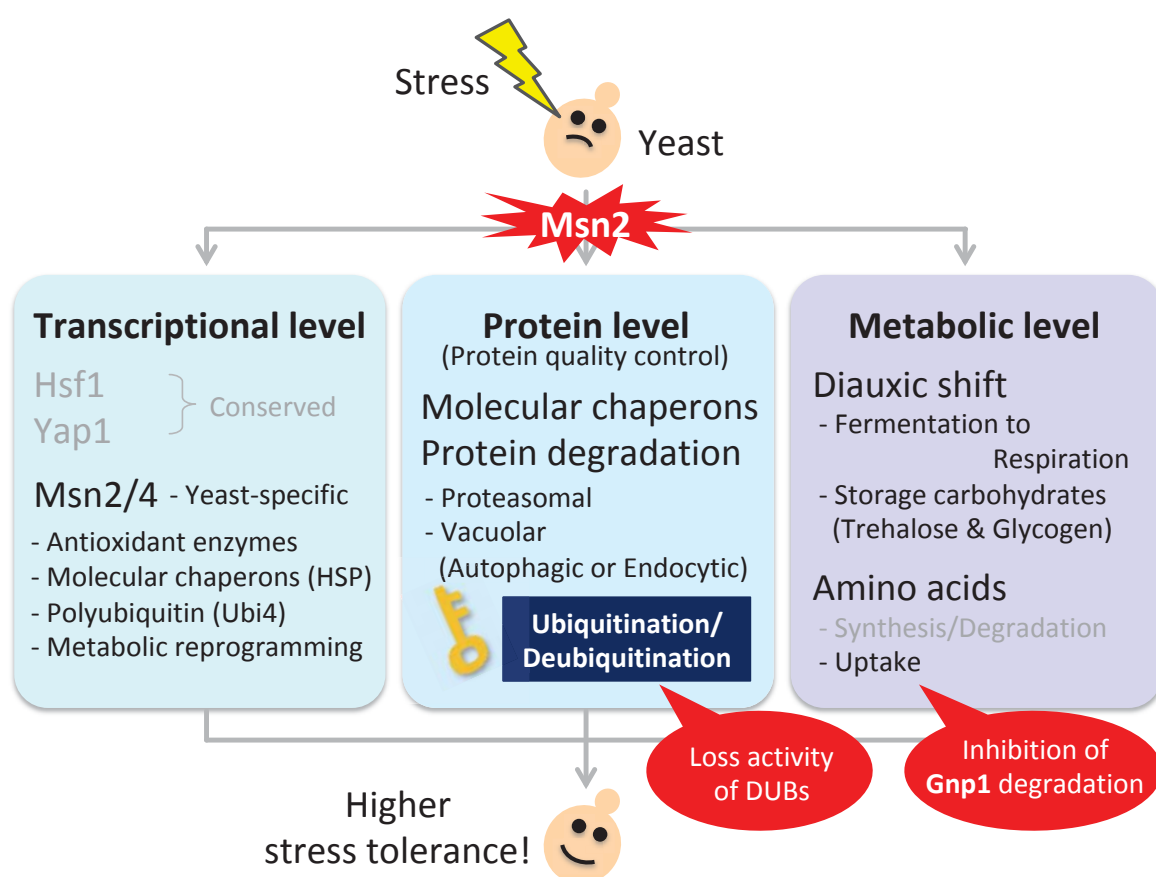 Stress
Yeast
Msn2
Transcriptional level
Hsf1
Yap1
Conserved
Msn2/4 - Yeast-specific
- Antioxidant enzymes
- Molecular chaperons (HSP)
- Polyubiquitin (Ubi4)
- Metabolic reprogramming
Protein level
(Protein quality control)
Molecular chaperons
Protein degradation
- Proteasomal
- Vacuolar
(Autophagic or Endocytic)
Ubiquitination/
Deubiquitination
Loss activity
of DUBs
Metabolic level
Diauxic shift
- Fermentation to
Respiration
- Storage carbohydrates
(Trehalose & Glycogen)
Amino acids
- Synthesis/Degradation
- Uptake
Inhibition of
Gnp1 degradation
Higher
stress tolerance!